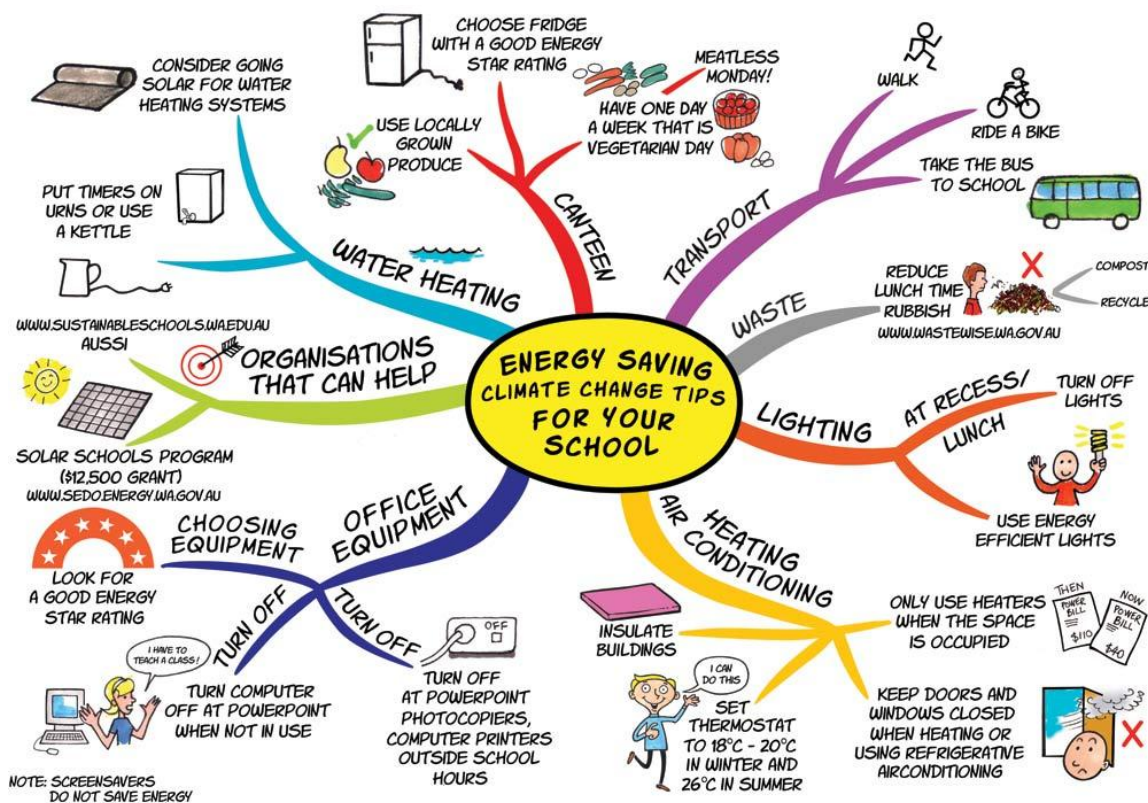 ENERGY SAVING
CLIMATE CHANGE TIPS
FOR YOUR
SCHOOL
CANTEEN
CHOOSE FRIDGE
WITH A GOOD ENERGY
STAR RATING
USE LOCALLY
GROWN
PRODUCE
MEATLESS
MONDAY!
HAVE ONE DAY
A WEEK THAT IS
VEGETARIAN DAY
TRANSPORT
WALK
RIDE A BIKE
TAKE THE BUS
TO SCHOOL
WASTE
REDUCE
LUNCH TIME
RUBBISH
WWW.WASTEWISE.WA.GOV.AU
COMPOST
RECYCLE
LIGHTING
AT RECESS/
LUNCH
TURN OFF
LIGHTS
USE ENERGY
EFFICIENT LIGHTS
HEATING
AIR CONDITIONING
ONLY USE HEATERS
WHEN THE SPACE
IS OCCUPIED
THEN
POWER
BILL
$110
NOW
POWER
BILL
$40
KEEP DOORS AND
WINDOWS CLOSED
WHEN HEATING OR
USING REFRIGERATIVE
AIRCONDITIONING
INSULATE
BUILDINGS
I CAN
DO THIS
SET
THERMOSTAT
TO 18°C - 20°C
IN WINTER AND
26°C IN SUMMER
OFFICE
EQUIPMENT
CHOOSING
EQUIPMENT
LOOK FOR
A GOOD ENERGY
STAR RATING
TURN OFF
I HAVE TO
TEACH A CLASS!
TURN COMPUTER
OFF AT POWERPOINT
WHEN NOT IN USE
NOTE: SCREENSAVERS
DO NOT SAVE ENERGY
TURN OFF
OFF
TURN OFF
AT POWERPOINT
PHOTOCOPIERS,
COMPUTER PRINTERS
OUTSIDE SCHOOL
HOURS
ORGANISATIONS
THAT CAN HELP
WWW.SUSTAINABLESCHOOLS.WA.EDU.AU
AUSSI
SOLAR SCHOOLS PROGRAM
($12,500 GRANT)
WWW.SEDO.ENERGY.WA.GOV.AU
WATER HEATING
CONSIDER GOING
SOLAR FOR WATER
HEATING SYSTEMS
PUT TIMERS ON
URNS OR USE
A KETTLE